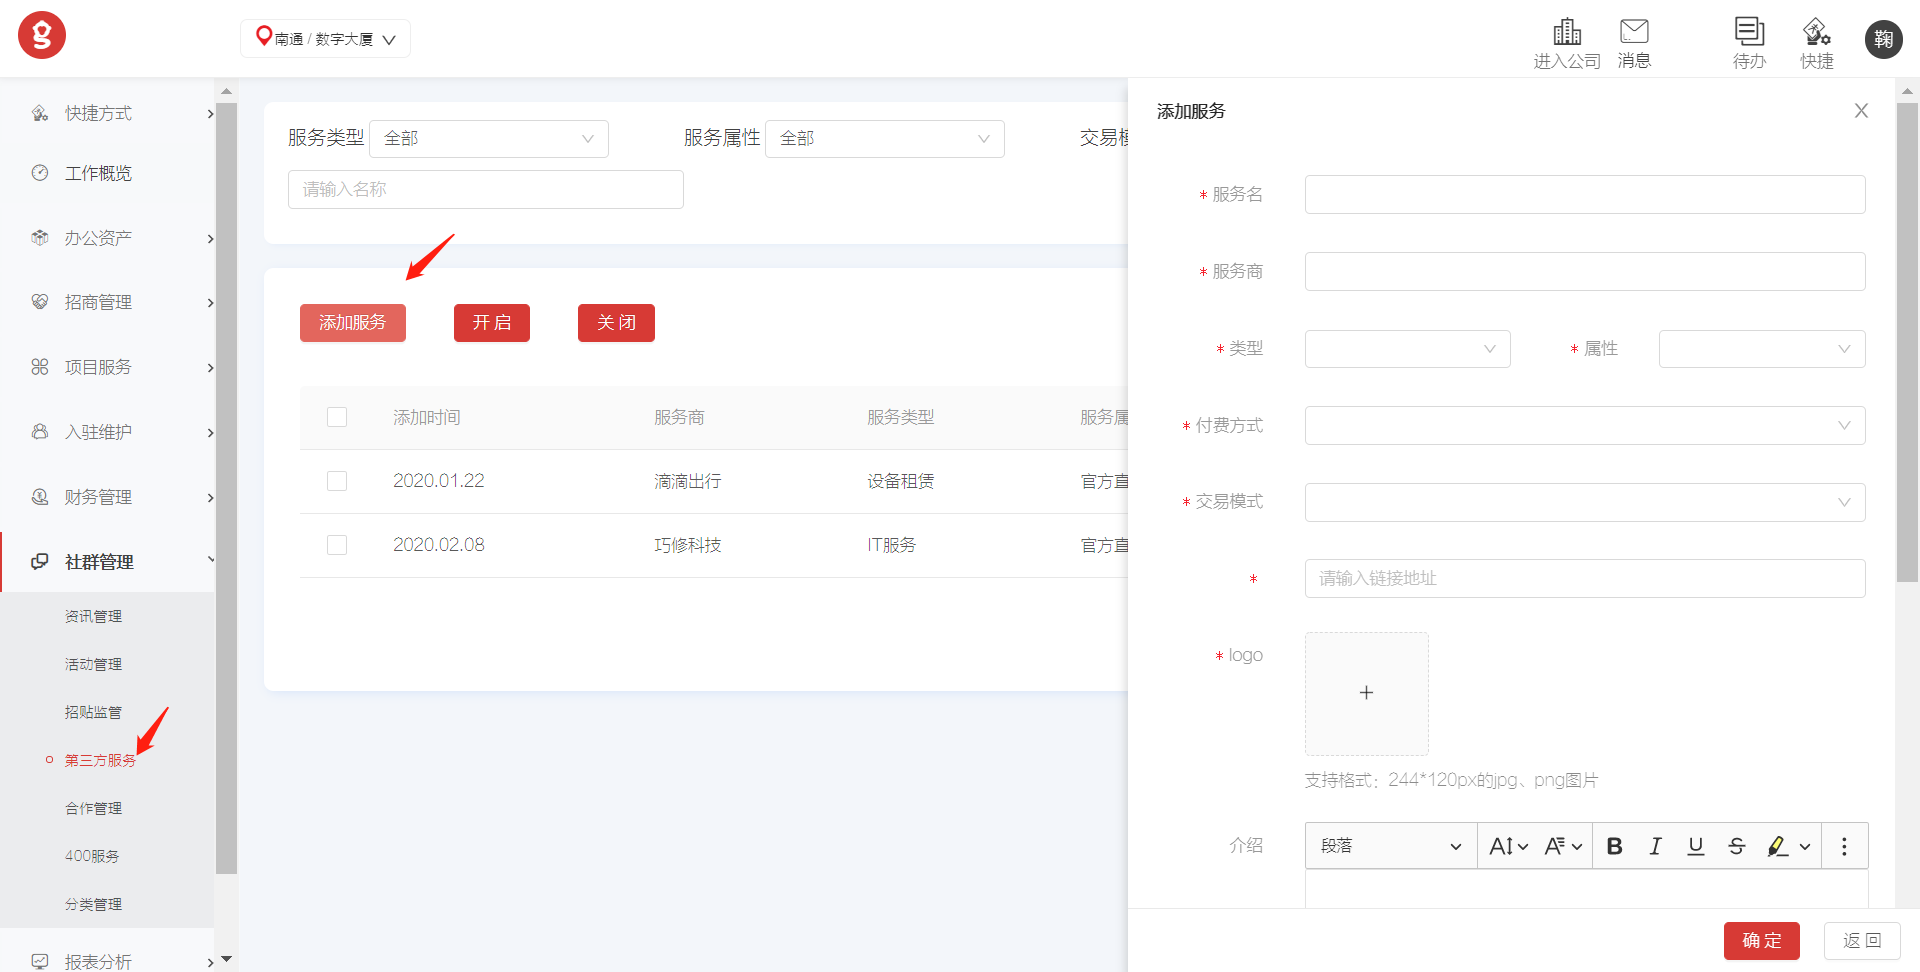 南通 / 数字大厦
进入公司
消息
待办
快捷
鞠
快捷方式
工作概览
办公资产
招商管理
项目服务
入驻维护
财务管理
社群管理
资讯管理
活动管理
招贴监管
第三方服务
合作管理
400服务
分类管理
报表分析
服务类型 全部
服务属性 全部
交易
请输入名称
添加服务
开启
关闭
添加时间 服务商 服务类型 服务属
2020.01.22 滴滴出行 设备租赁 官方直
2020.02.08 巧修科技 IT服务 官方直
添加服务
* 服务名
* 服务商
* 类型
* 属性
* 付费方式
* 交易模式
* 请输入链接地址
* logo
+
支持格式：244*120px的jpg、png图片
介绍
段落
B I U S
确定
返回